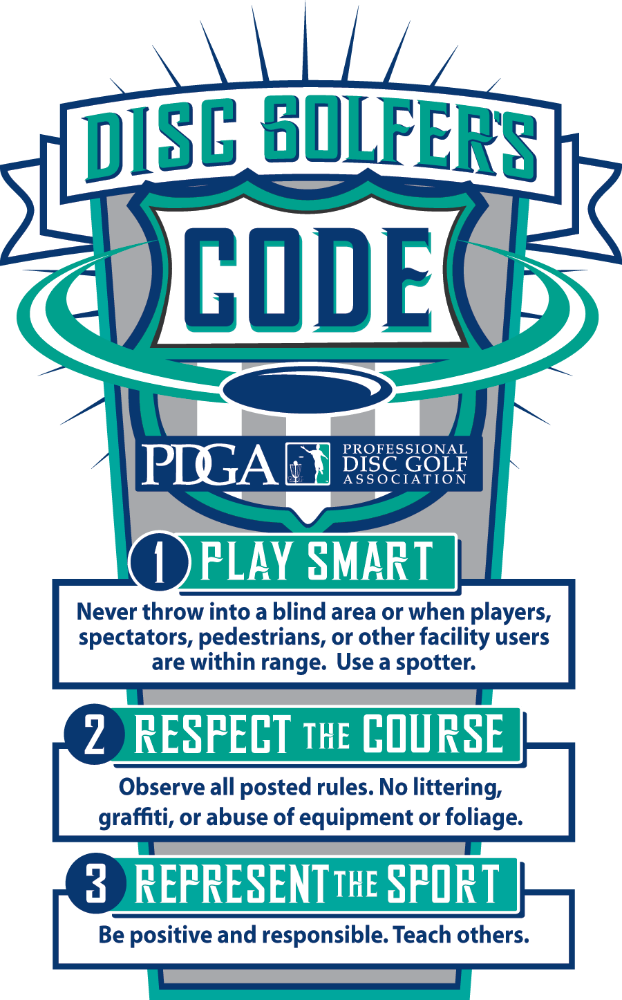 DISC GOLFER'S
CODE
PDGA
PROFESSIONAL
DISC GOLF
ASSOCIATION
1 PLAY SMART
Never throw into a blind area or when players,
spectators, pedestrians, or other facility users
are within range. Use a spotter.
2 RESPECT THE COURSE
Observe all posted rules. No littering,
graffiti, or abuse of equipment or foliage.
3 REPRESENT THE SPORT
Be positive and responsible. Teach others.